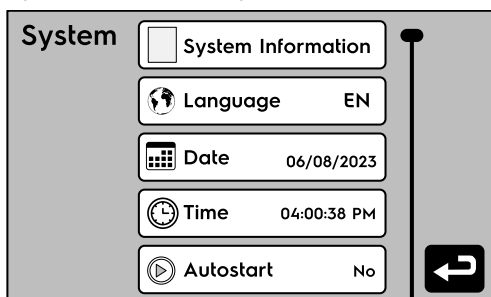 System
System Information
Language EN
Date 06/08/2023
Time 04:00:38 PM
Autostart No